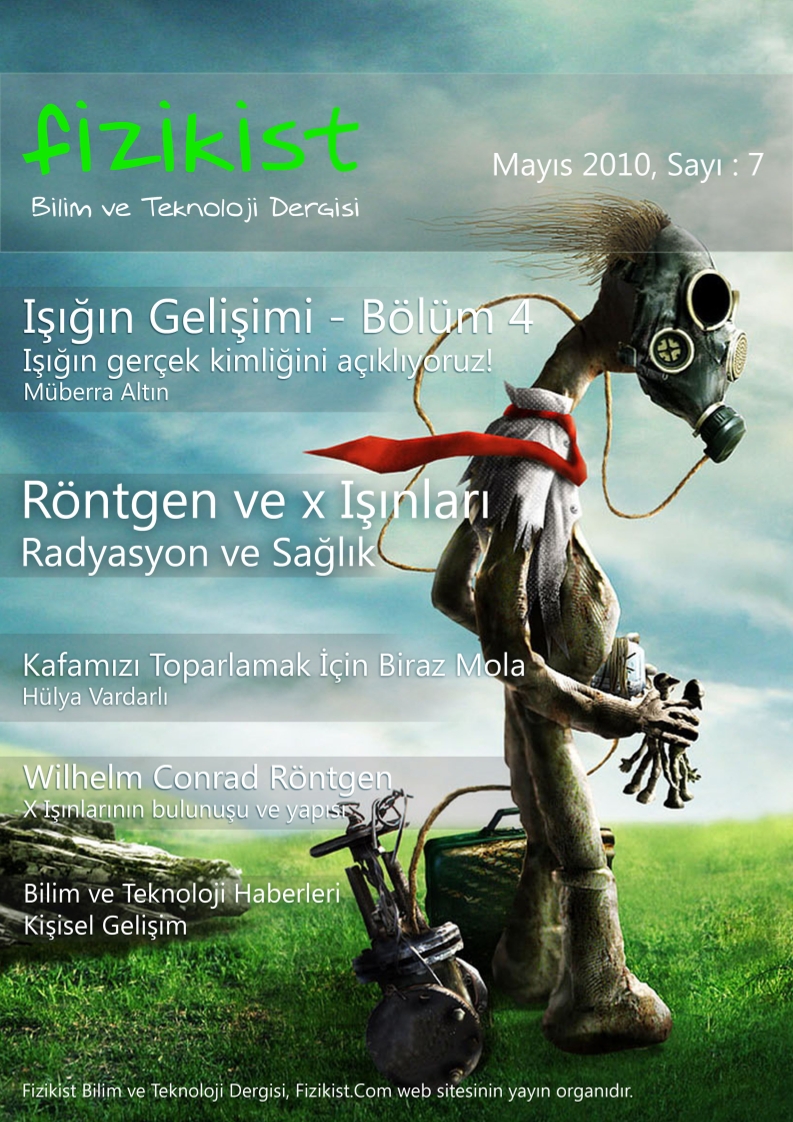 fizikist
Bilim ve Teknoloji Dergisi
Mayıs 2010, Sayı : 7
Işığın Gelişimi - Bölüm 4
Işığın gerçek kimliğini açıklıyoruz!
Müberra Altın
Röntgen ve x Işınları
Radyasyon ve Sağlık
Kafamızı Toparlamak İçin Biraz Mola
Hülya Vardarlı
Wilhelm Conrad Röntgen
X Işınlarının bulunuşu ve yapısı
Bilim ve Teknoloji Haberleri
Kişisel Gelişim
Fizikist Bilim ve Teknoloji Dergisi, Fizikist.Com web sitesinin yayın organıdır.